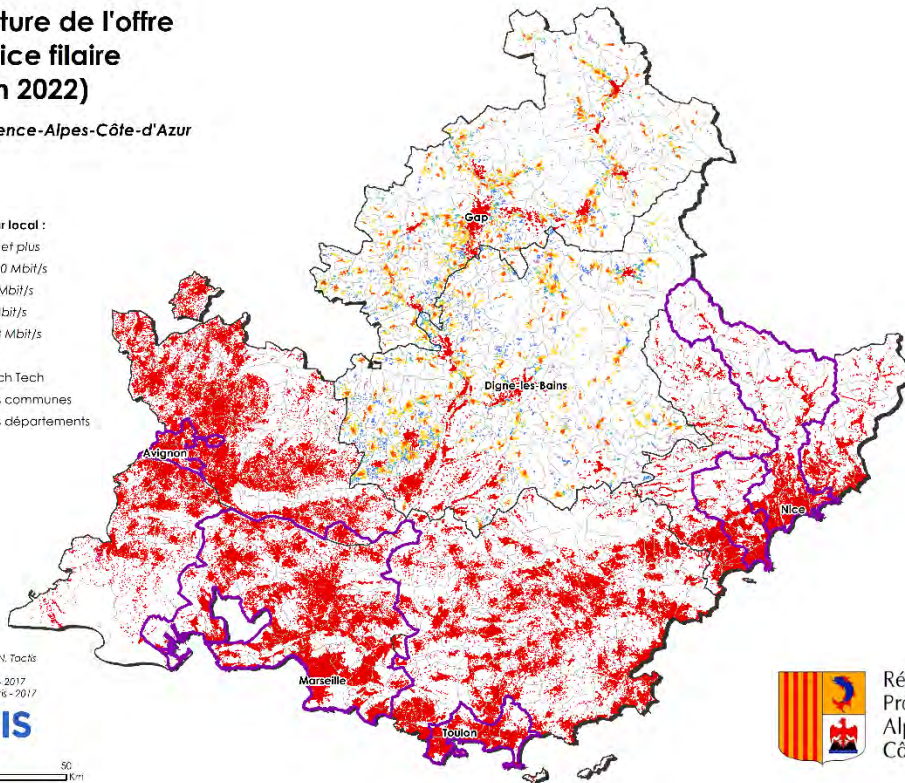 ture de l'offre
ice filaire
n 2022)
ence-Alpes-Côte-d'Azur
r local :
et plus
0 Mbit/s
Mbit/s
bit/s
Mbit/s
ch Tech
s communes
s départements
Gap
Digne-les-Bains
Avignon
Nice
Marseille
Toulon
N. Tactis
- 2017
is - 2017
IS
50
Km
Ré
Pro
Alp
Cô